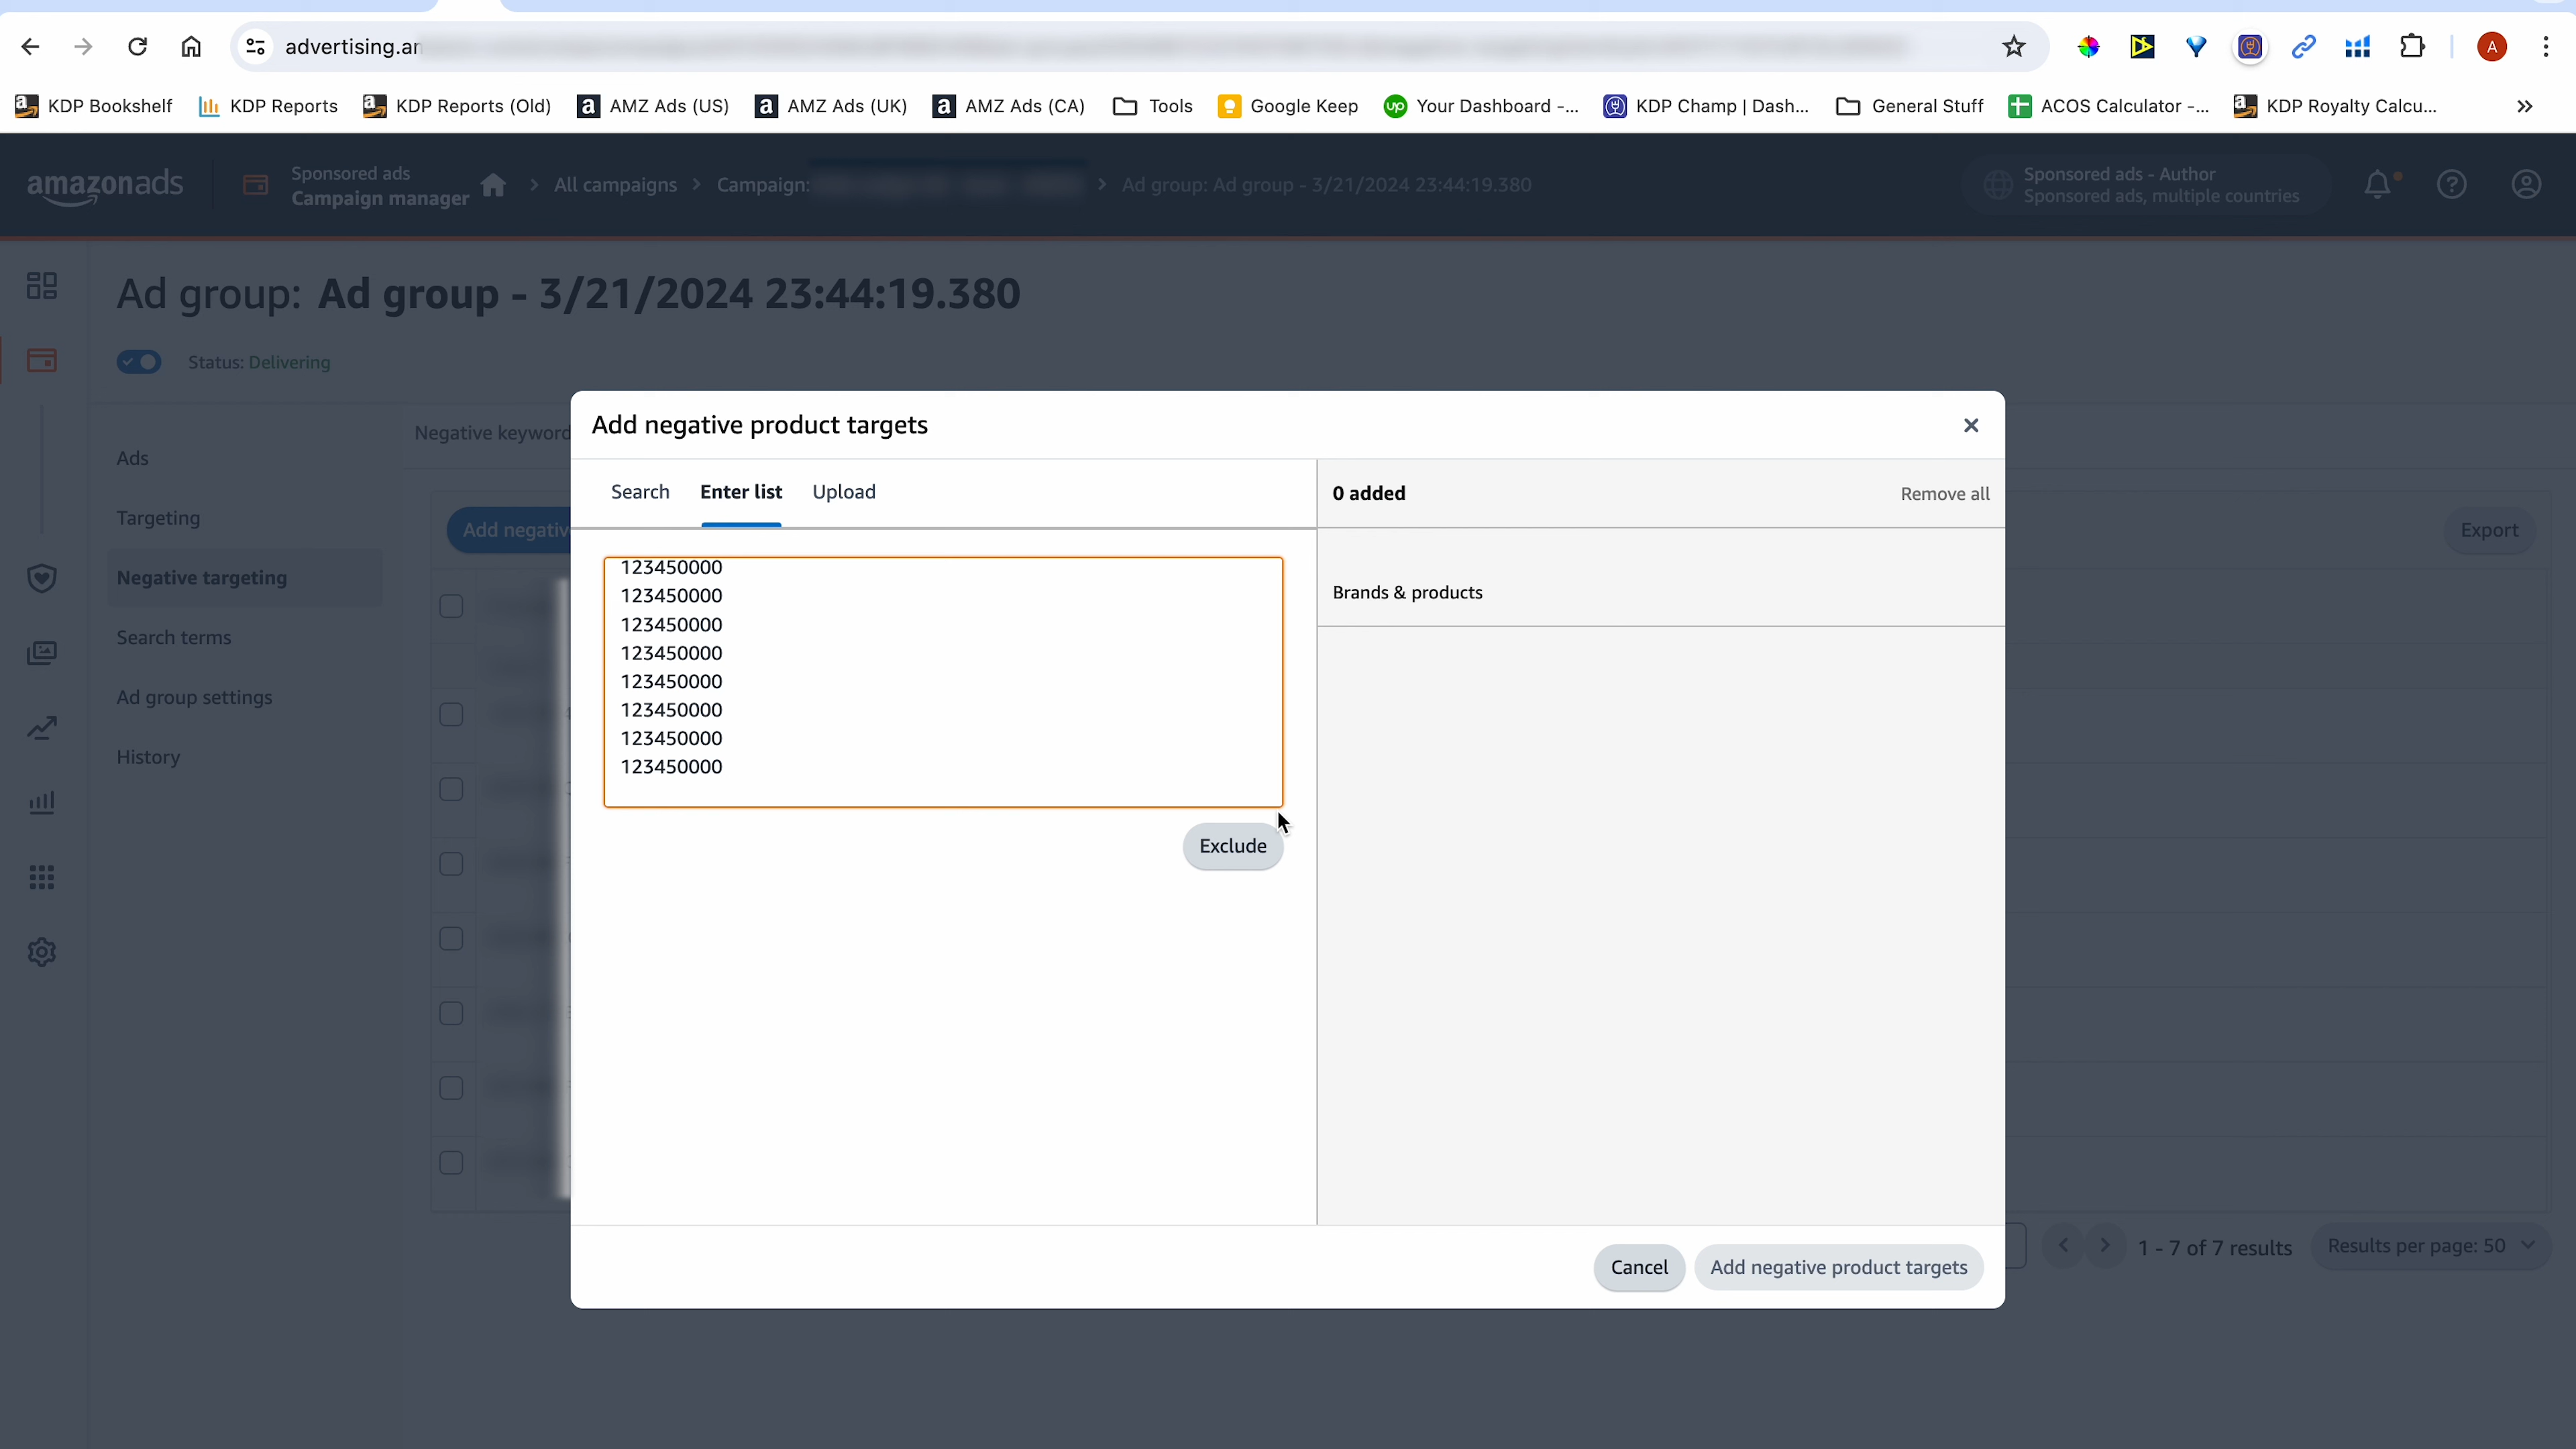 advertising.am
KDP Bookshelf
KDP Reports
KDP Reports (Old)
AMZ Ads (US)
AMZ Ads (UK)
AMZ Ads (CA)
Tools
Google Keep
up
Your Dashboard -...
KDP Champ | Dash...
General Stuff
ACOS Calculator -...
KDP Royalty Calcu...
A
amazonads
Sponsored ads
Campaign manager
All campaigns
Campaign:
Ad group: Ad group - 3/21/2024 23:44:19.380
Sponsored ads - Author
Sponsored ads, multiple countries
Ad group: Ad group - 3/21/2024 23:44:19.380
Status: Delivering
Ads
Targeting
Negative targeting
Search terms
Ad group settings
History
Negative keyword
Add negativ
Export
Add negative product targets
Search
Enter list
Upload
0 added
Remove all
Brands & products
123450000
123450000
123450000
123450000
123450000
123450000
123450000
123450000
Exclude
Cancel
Add negative product targets
1 - 7 of 7 results
Results per page: 50